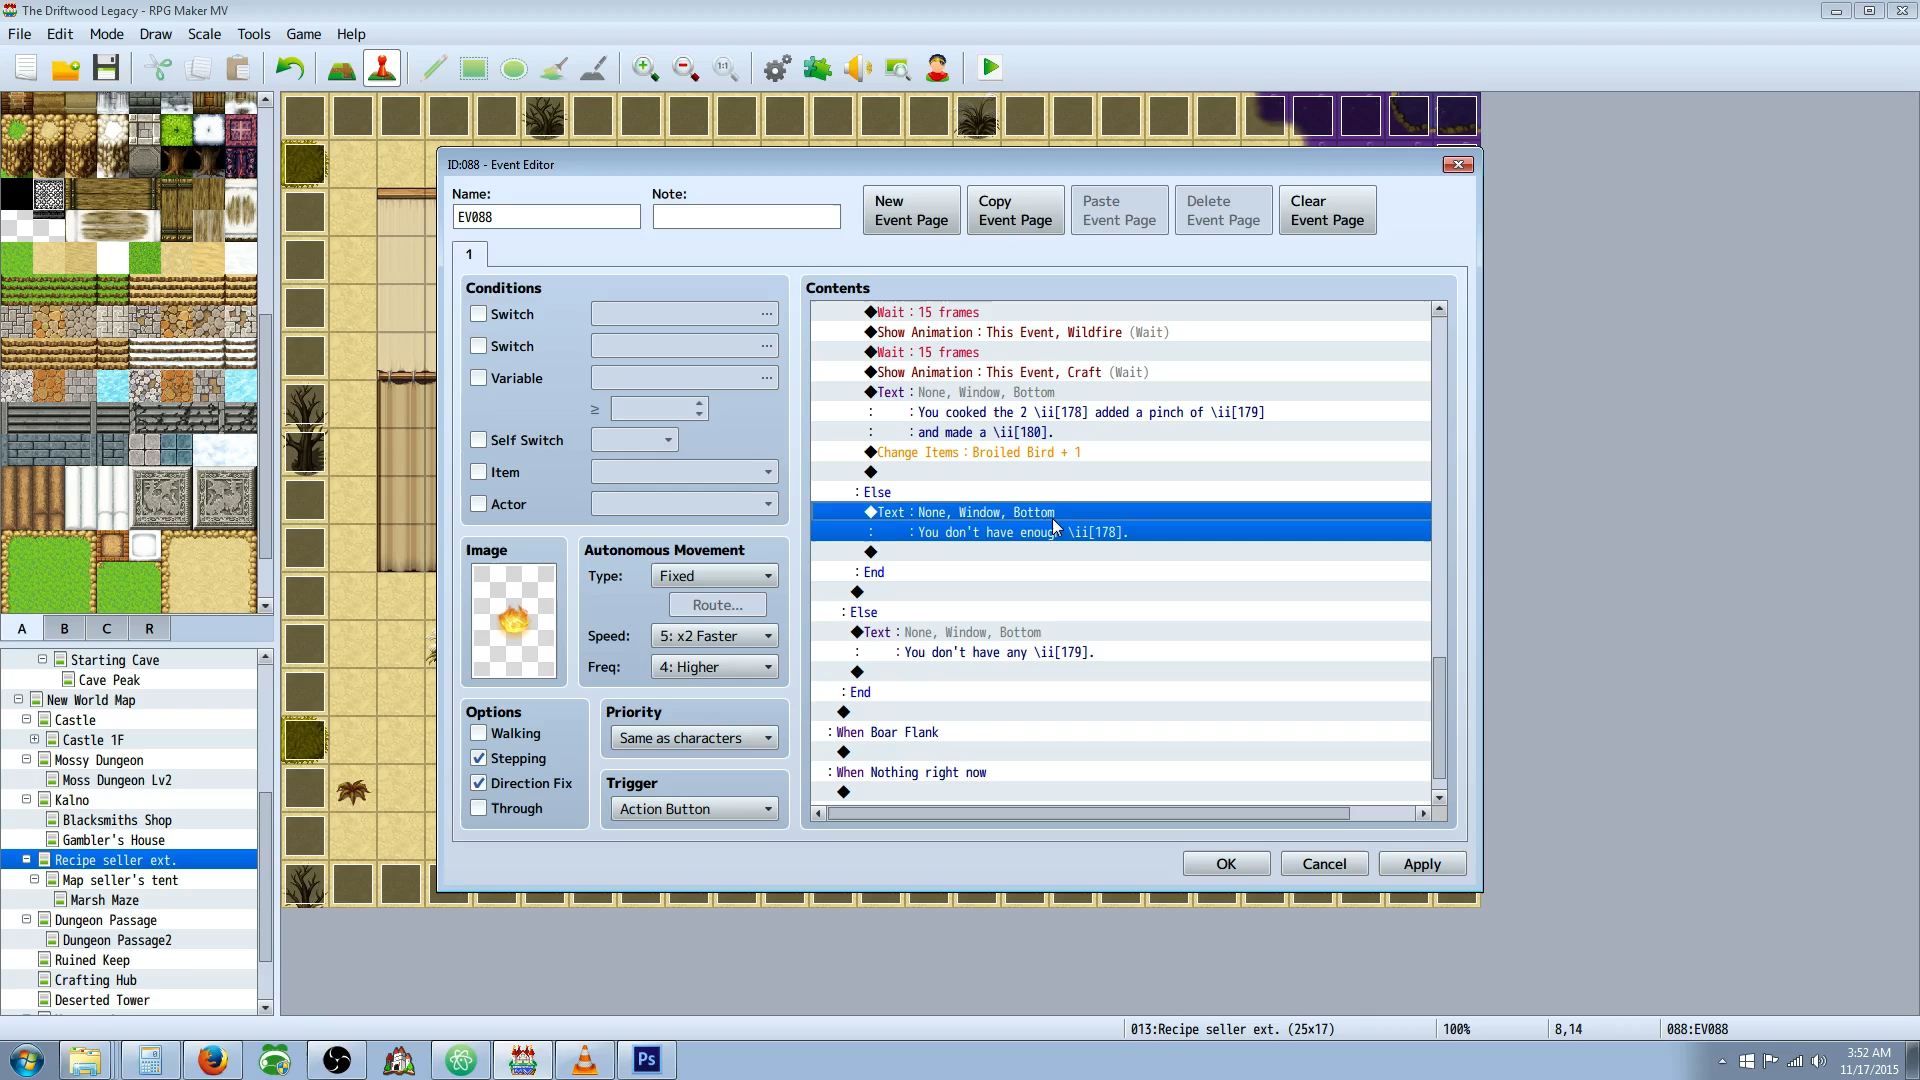 The Driftwood Legacy - RPG Maker MV
File Edit Mode Draw Scale Tools Game Help
1:1
ID:088 - Event Editor
Name:
Note:
EV088
New Event Page
Copy Event Page
Paste Event Page
Delete Event Page
Clear Event Page
1
Conditions
Switch ...
Switch ...
Variable ...
≥
Self Switch
Item
Actor
Image
Autonomous Movement
Type: Fixed
Route...
Speed: 5: x2 Faster
Freq: 4: Higher
Options
Walking
Stepping
Direction Fix
Through
Priority
Same as characters
Trigger
Action Button
Contents
◆Wait : 15 frames
◆Show Animation : This Event, Wildfire (Wait)
◆Wait : 15 frames
◆Show Animation : This Event, Craft (Wait)
◆Text : None, Window, Bottom
: : You cooked the 2 \ii[178] added a pinch of \ii[179]
: : and made a \ii[180].
◆Change Items : Broiled Bird + 1
◆
: Else
◆Text : None, Window, Bottom
: : You don't have enough \ii[178].
◆
: End
◆
: Else
◆Text : None, Window, Bottom
: : You don't have any \ii[179].
◆
: End
◆
: When Boar Flank
◆
: When Nothing right now
◆
OK
Cancel
Apply
A B C R
Starting Cave
Cave Peak
New World Map
Castle
Castle 1F
Mossy Dungeon
Moss Dungeon Lv2
Kalno
Blacksmiths Shop
Gambler's House
Recipe seller ext.
Map seller's tent
Marsh Maze
Dungeon Passage
Dungeon Passage2
Ruined Keep
Crafting Hub
Deserted Tower
013:Recipe seller ext. (25x17)
100%
8,14
088:EV088
Ps
3:52 AM
11/17/2015